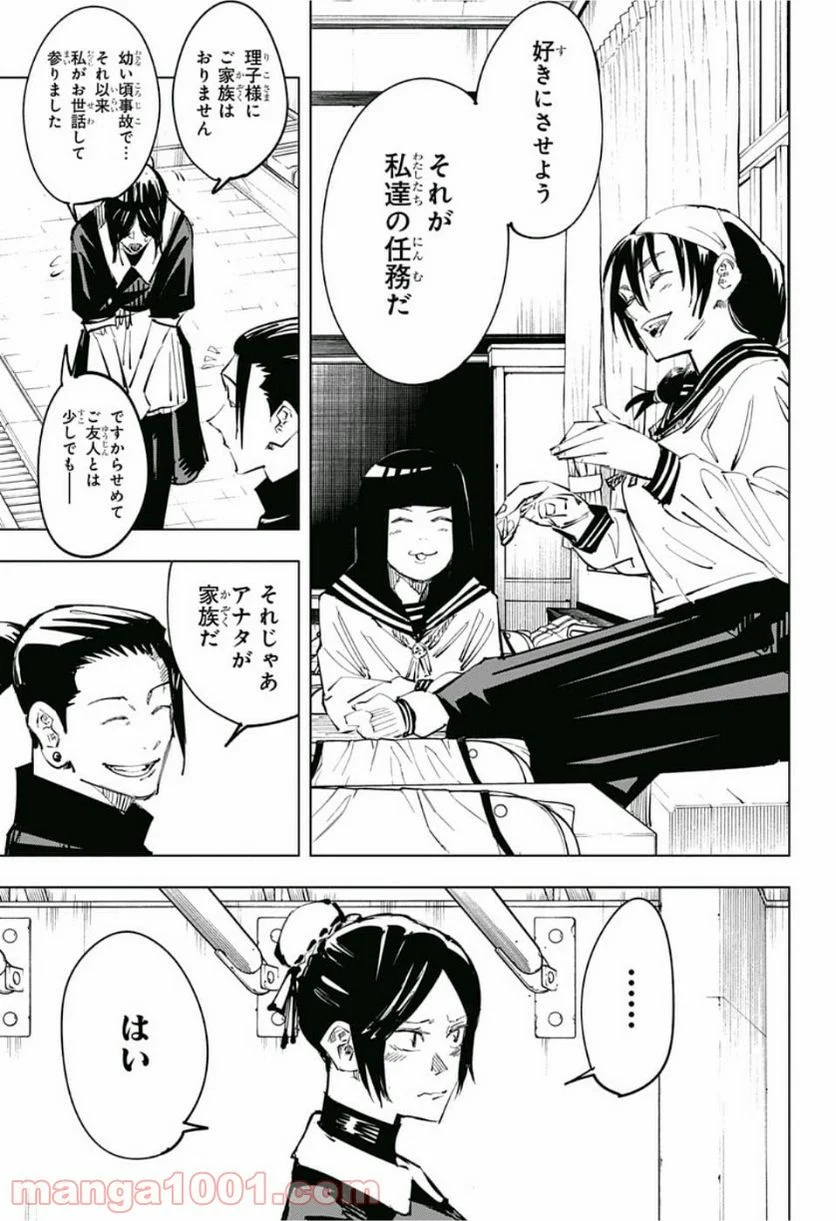 好きにさせよう
それが
私達の任務だ
理子様に
ご家族は
おりません
幼い頃事故で…
それ以来
私がお世話して
参りました
ですからせめて
ご友人とは
少しでも──
それじゃあ
アナタが
家族だ
……
はい
manga1001.com